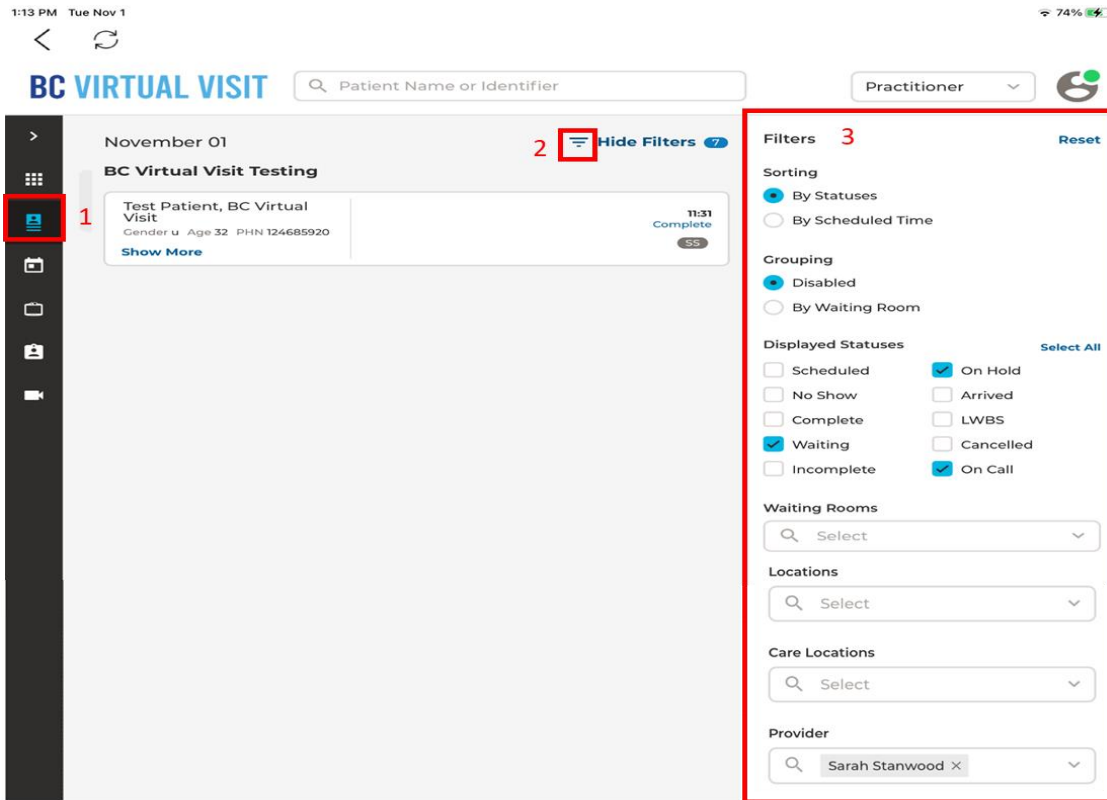 1:13 PM Tue Nov 1
74%
BC VIRTUAL VISIT
Patient Name or Identifier
Practitioner
November 01
2
Hide Filters 7
BC Virtual Visit Testing
1
Test Patient, BC Virtual
Visit
Gender u Age 32 PHN 124685920
Show More
11:31
Complete
SS
Filters 3 Reset
Sorting
By Statuses
By Scheduled Time
Grouping
Disabled
By Waiting Room
Displayed Statuses Select All
Scheduled On Hold
No Show Arrived
Complete LWBS
Waiting Cancelled
Incomplete On Call
Waiting Rooms
Select
Locations
Select
Care Locations
Select
Provider
Sarah Stanwood ×